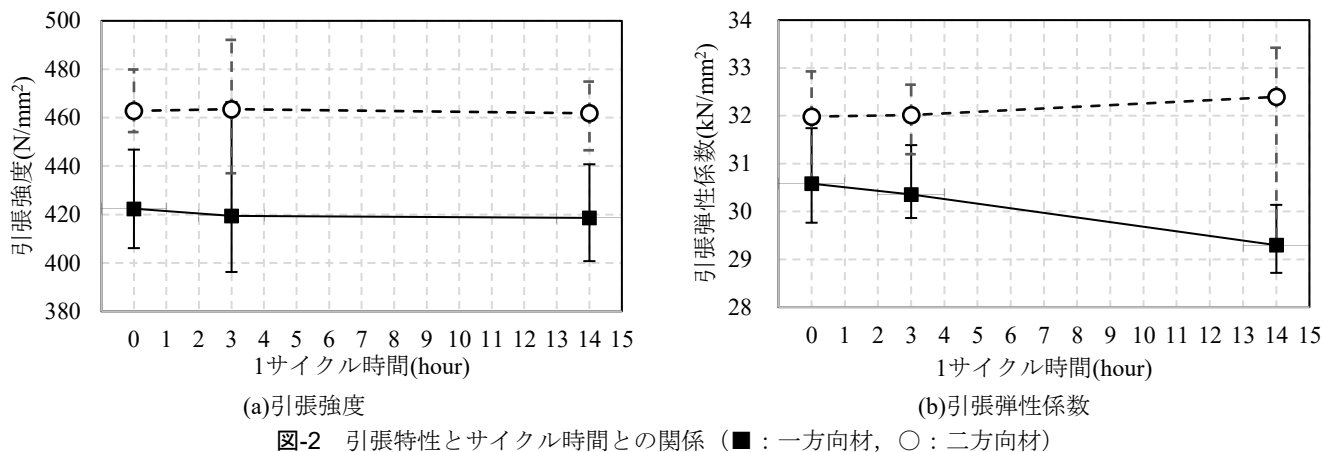 500
480
460
440
420
400
380
引張強度(N/mm²)
0 1 2 3 4 5 6 7 8 9 10 11 12 13 14 15
1サイクル時間(hour)
(a)引張強度
34
33
32
31
30
29
28
引張弾性係数(kN/mm²)
0 1 2 3 4 5 6 7 8 9 10 11 12 13 14 15
1サイクル時間(hour)
(b)引張弾性係数
図-2 引張特性とサイクル時間との関係（■：一方向材，○：二方向材）